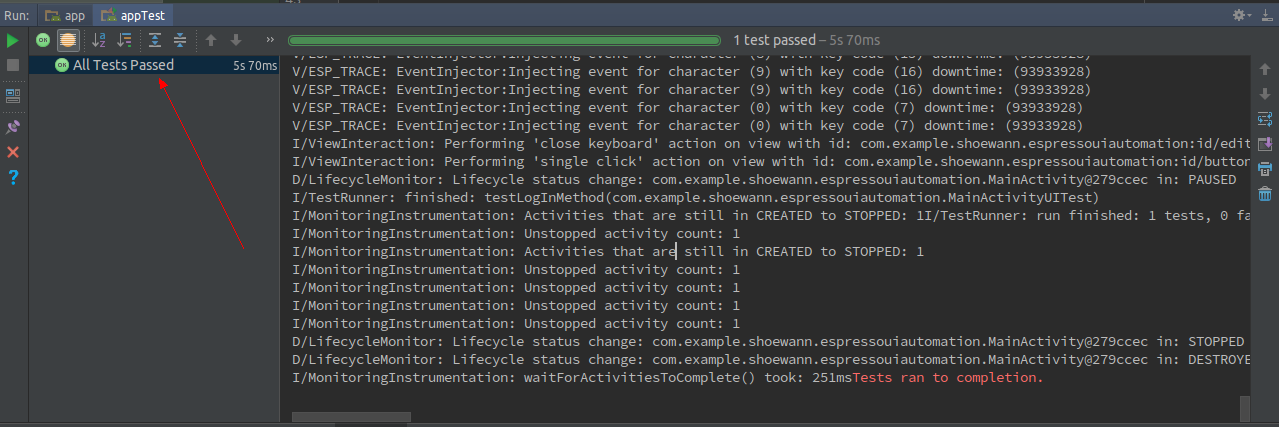 Run: app appTest
1 test passed – 5s 70ms
All Tests Passed 5s 70ms
V/ESP_TRACE: EventInjector:Injecting event for character (9) with key code (16) downtime: (93933928)
V/ESP_TRACE: EventInjector:Injecting event for character (9) with key code (16) downtime: (93933928)
V/ESP_TRACE: EventInjector:Injecting event for character (0) with key code (7) downtime: (93933928)
V/ESP_TRACE: EventInjector:Injecting event for character (0) with key code (7) downtime: (93933928)
I/ViewInteraction: Performing 'close keyboard' action on view with id: com.example.shoewann.espressouiautomation:id/edit
I/ViewInteraction: Performing 'single click' action on view with id: com.example.shoewann.espressouiautomation:id/button
D/LifecycleMonitor: Lifecycle status change: com.example.shoewann.espressouiautomation.MainActivity@279ccec in: PAUSED
I/TestRunner: finished: testLogInMethod(com.example.shoewann.espressouiautomation.MainActivityUITest)
I/MonitoringInstrumentation: Activities that are still in CREATED to STOPPED: 1I/TestRunner: run finished: 1 tests, 0 fa
I/MonitoringInstrumentation: Unstopped activity count: 1
I/MonitoringInstrumentation: Activities that are still in CREATED to STOPPED: 1
I/MonitoringInstrumentation: Unstopped activity count: 1
I/MonitoringInstrumentation: Unstopped activity count: 1
I/MonitoringInstrumentation: Unstopped activity count: 1
I/MonitoringInstrumentation: Unstopped activity count: 1
D/LifecycleMonitor: Lifecycle status change: com.example.shoewann.espressouiautomation.MainActivity@279ccec in: STOPPED
D/LifecycleMonitor: Lifecycle status change: com.example.shoewann.espressouiautomation.MainActivity@279ccec in: DESTROYE
I/MonitoringInstrumentation: waitForActivitiesToComplete() took: 251msTests ran to completion.